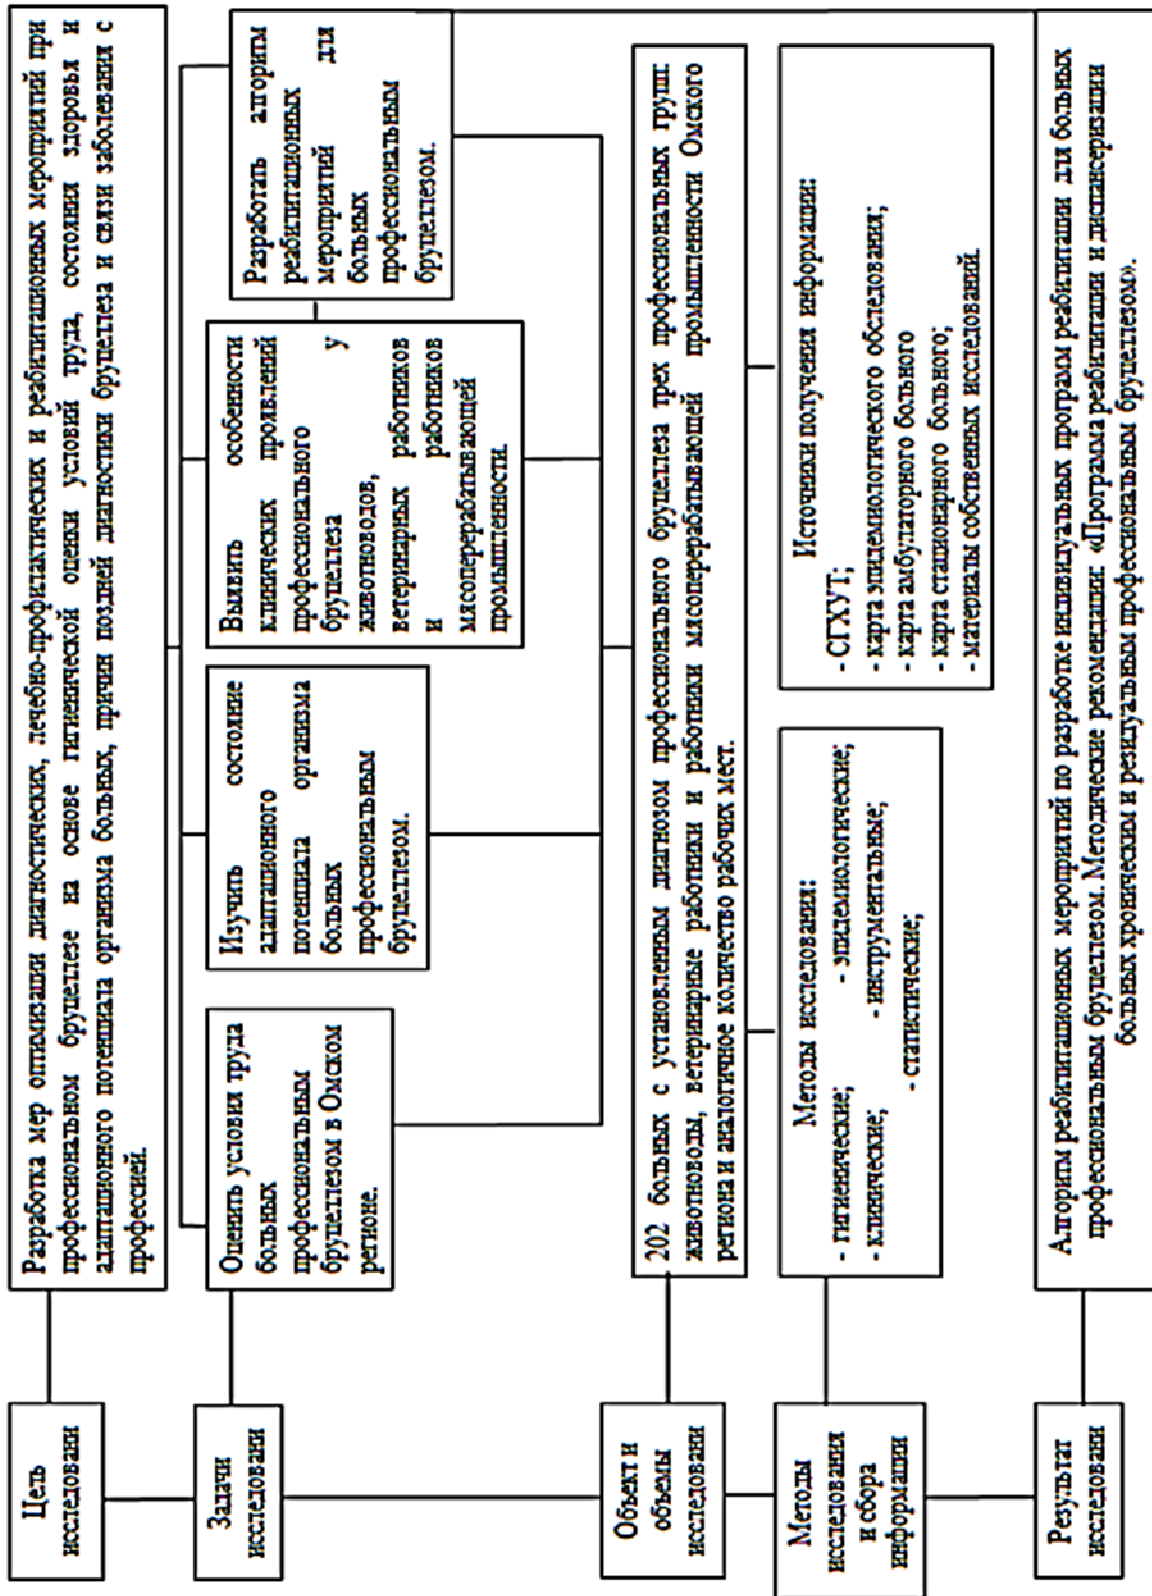 Цель
исследовани
Разработка мер оптимизации диагностических, лечебно-профилактических и реабилитационных мероприятий при
профессиональном бруцеллезе на основе гигиенической оценки условий труда, состояния здоровья и
адаптационного потенциала организма больных, причин поздней диагностики бруцеллеза и связи заболевания с
профессией.
Задачи
исследовани
Оценить условия труда
больных
профессиональным
бруцеллезом в Омском
регионе.
Изучить состояние
адаптационного
потенциала организма
больных
профессиональным
бруцеллезом.
Выявить особенности
клинических проявлений
профессионального
бруцеллеза у
животноводов,
ветеринарных работников
и работников
мясоперерабатывающей
промышленности.
Разработать алгоритм
реабилитационных
мероприятий для
больных
профессиональным
бруцеллезом.
Объект и
объемы
исследовани
202 больных с установленным диагнозом профессионального бруцеллеза трех профессиональных групп:
животноводы, ветеринарные работники и работники мясоперерабатывающей промышленности Омского
региона и аналогичное количество рабочих мест.
Методы
исследования
и сбора
информации
Методы исследования:
- гигиенические; - эпидемиологические;
- клинические; - инструментальные;
- статистические;
Источники получения информации:
- СГХУТ;
- карта эпидемиологического обследования;
- карта амбулаторного больного
- карта стационарного больного;
- материалы собственных исследований.
Результат
исследовани
Алгоритм реабилитационных мероприятий по разработке индивидуальных программ реабилитации для больных
профессиональным бруцеллезом. Методические рекомендации «Программа реабилитации и диспансеризации
больных хроническим и резидуальным профессиональным бруцеллезом».